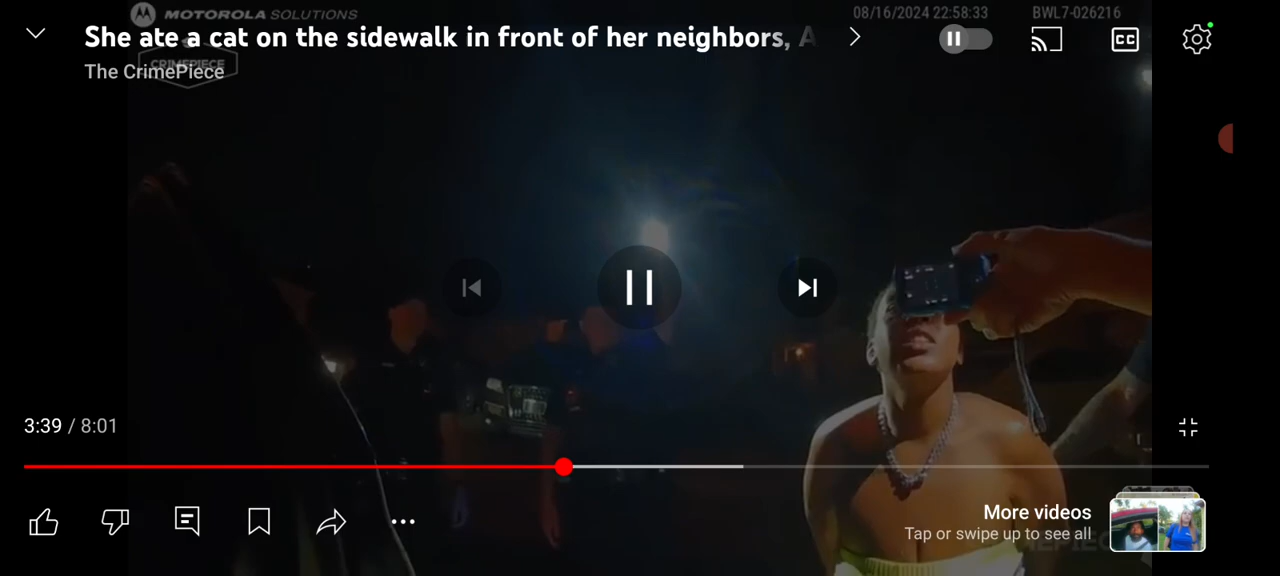 MOTOROLA SOLUTIONS
08/16/2024 22:58:33 BWL7-026216
She ate a cat on the sidewalk in front of her neighbors, A
CC
The CrimePiece
CRIMEPIECE
3:39 / 8:01
More videos
Tap or swipe up to see all